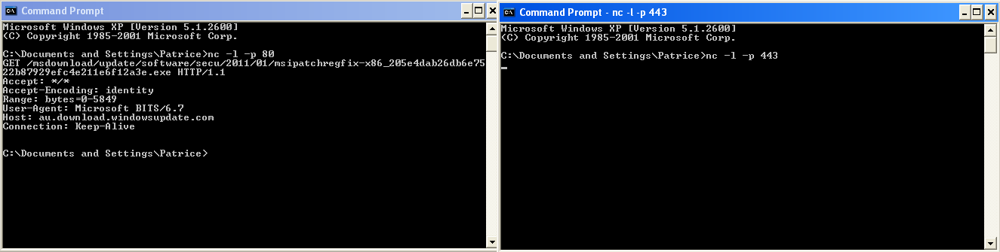 Command Prompt
Microsoft Windows XP [Version 5.1.2600]
(C) Copyright 1985-2001 Microsoft Corp.
C:\Documents and Settings\Patrice>nc -l -p 80
GET /msdownload/update/software/secu/2011/01/msipatchregfix-x86_205e4dab26db6e75
22b87929efc4e211e6f12a3e.exe HTTP/1.1
Accept: */*
Accept-Encoding: identity
Range: bytes=0-5849
User-Agent: Microsoft BITS/6.7
Host: au.download.windowsupdate.com
Connection: Keep-Alive
C:\Documents and Settings\Patrice>
Command Prompt - nc -l -p 443
Microsoft Windows XP [Version 5.1.2600]
(C) Copyright 1985-2001 Microsoft Corp.
C:\Documents and Settings\Patrice>nc -l -p 443